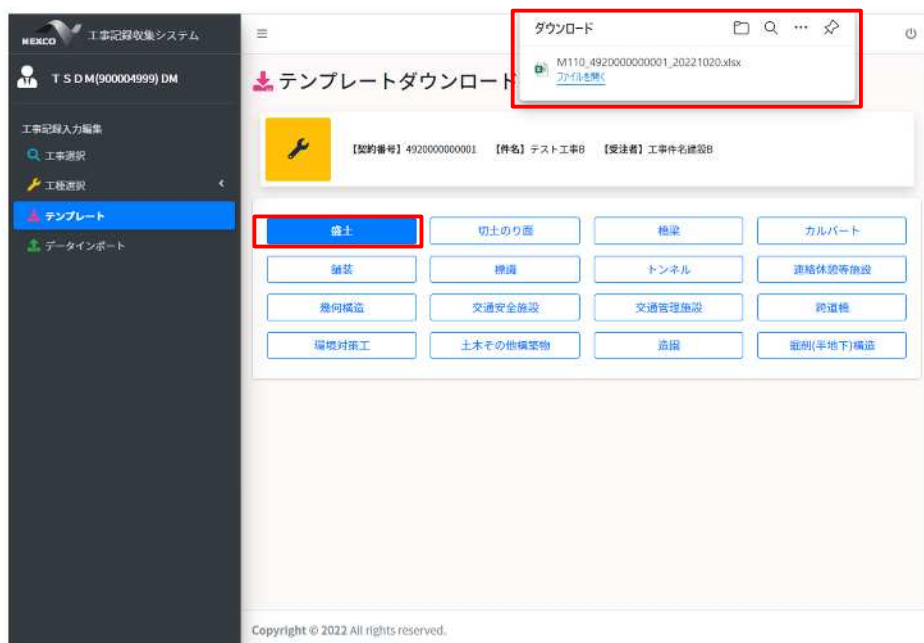 NEXCO 工事記録収集システム
TSDM(900004999) DM
工事記録入力編集
工事選択
工種選択
テンプレート
データインポート
ダウンロード
M110_4920000000001_20221020.xlsx
ファイルを開く
テンプレートダウンロード
【契約番号】4920000000001 【件名】テスト工事B 【受注者】工事件名建設B
盛土 切土のり面 橋梁 カルバート
舗装 標識 トンネル 連絡休憩等施設
幾何構造 交通安全施設 交通管理施設 跨道橋
環境対策工 土木その他構築物 造園 掘割(半地下)構造
Copyright © 2022 All rights reserved.